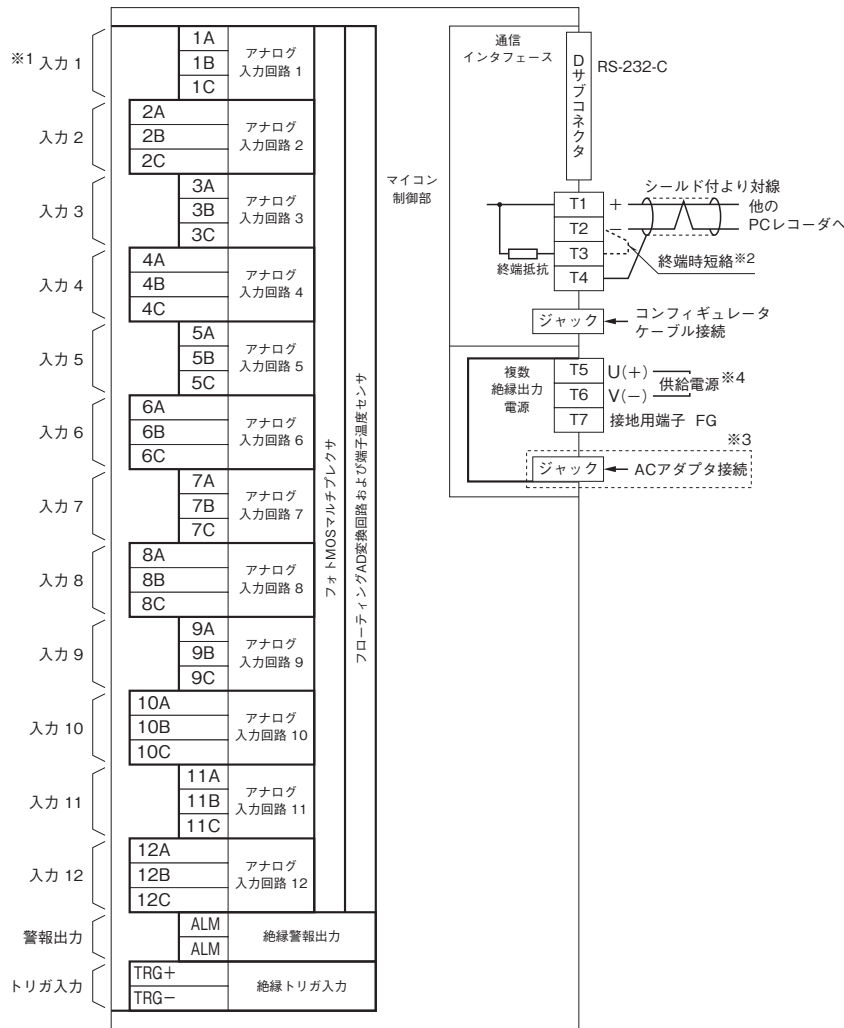 ※1 入力 1
1A
1B
1C
アナログ
入力回路 1
入力 2
2A
2B
2C
アナログ
入力回路 2
入力 3
3A
3B
3C
アナログ
入力回路 3
入力 4
4A
4B
4C
アナログ
入力回路 4
入力 5
5A
5B
5C
アナログ
入力回路 5
入力 6
6A
6B
6C
アナログ
入力回路 6
入力 7
7A
7B
7C
アナログ
入力回路 7
入力 8
8A
8B
8C
アナログ
入力回路 8
入力 9
9A
9B
9C
アナログ
入力回路 9
入力 10
10A
10B
10C
アナログ
入力回路 10
入力 11
11A
11B
11C
アナログ
入力回路 11
入力 12
12A
12B
12C
アナログ
入力回路 12
警報出力
ALM
ALM
絶縁警報出力
トリガ入力
TRG+
TRG−
絶縁トリガ入力
フォトMOSマルチプレクサ
フローティングAD変換回路および端子温度センサ
マイコン
制御部
通信
インタフェース
Dサブコネクタ
RS-232-C
T1
T2
T3
T4
+
−
シールド付より対線
他の
PCレコーダへ
終端抵抗
終端時短絡※2
ジャック
コンフィギュレータ
ケーブル接続
複数
絶縁出力
電源
T5
T6
T7
U(+)
V(−)
供給電源※4
接地用端子 FG
※3
ジャック
ACアダプタ接続